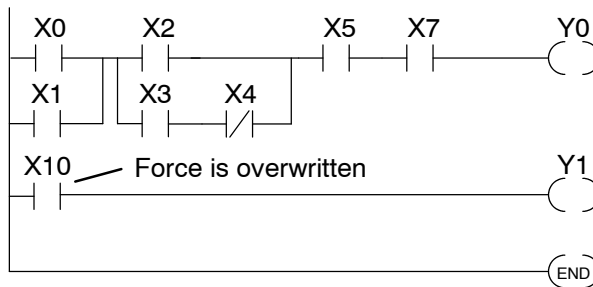 X0 X2 X5 X7 Y0
X1 X3 X4
X10 Force is overwritten Y1
END